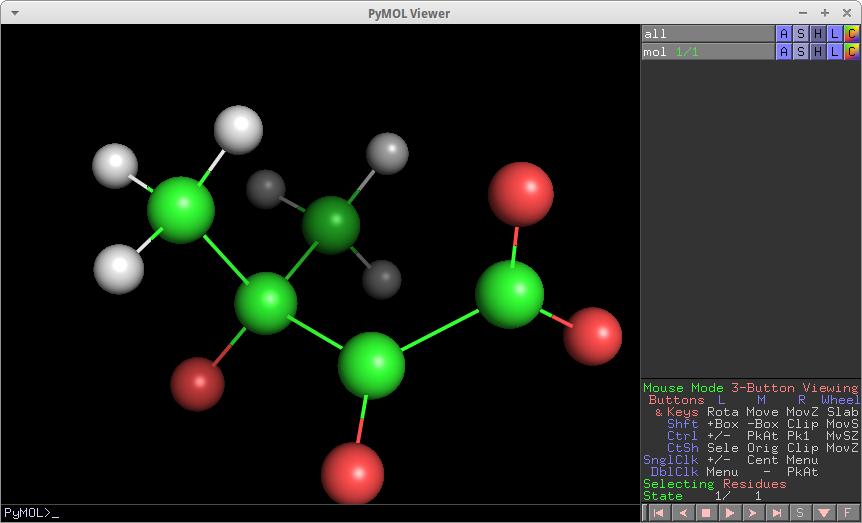 PyMOL Viewer
all A S H L C
mol 1/1 A S H L C
Mouse Mode 3-Button Viewing
Buttons L M R Wheel
& Keys Rota Move MovZ Slab
Shft +Box -Box Clip MovS
Ctrl +/- PkAt Pk1 MvSZ
CtSh Sele Orig Clip MovZ
SnglClk +/- Cent Menu
DblClk Menu - PkAt
Selecting Residues
State 1/ 1
PyMOL>_ S F